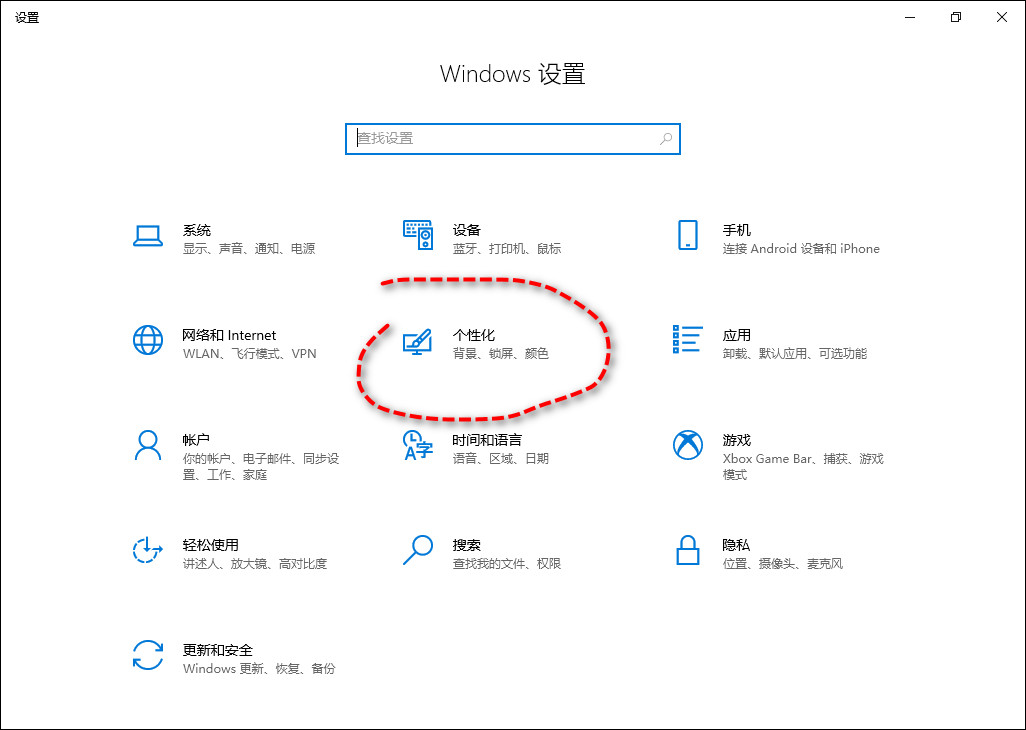 设置
Windows 设置
查找设置
系统
显示、声音、通知、电源
设备
蓝牙、打印机、鼠标
手机
连接 Android 设备和 iPhone
网络和 Internet
WLAN、飞行模式、VPN
个性化
背景、锁屏、颜色
应用
卸载、默认应用、可选功能
帐户
你的帐户、电子邮件、同步设
置、工作、家庭
时间和语言
语音、区域、日期
游戏
Xbox Game Bar、捕获、游戏
模式
轻松使用
讲述人、放大镜、高对比度
搜索
查找我的文件、权限
隐私
位置、摄像头、麦克风
更新和安全
Windows 更新、恢复、备份